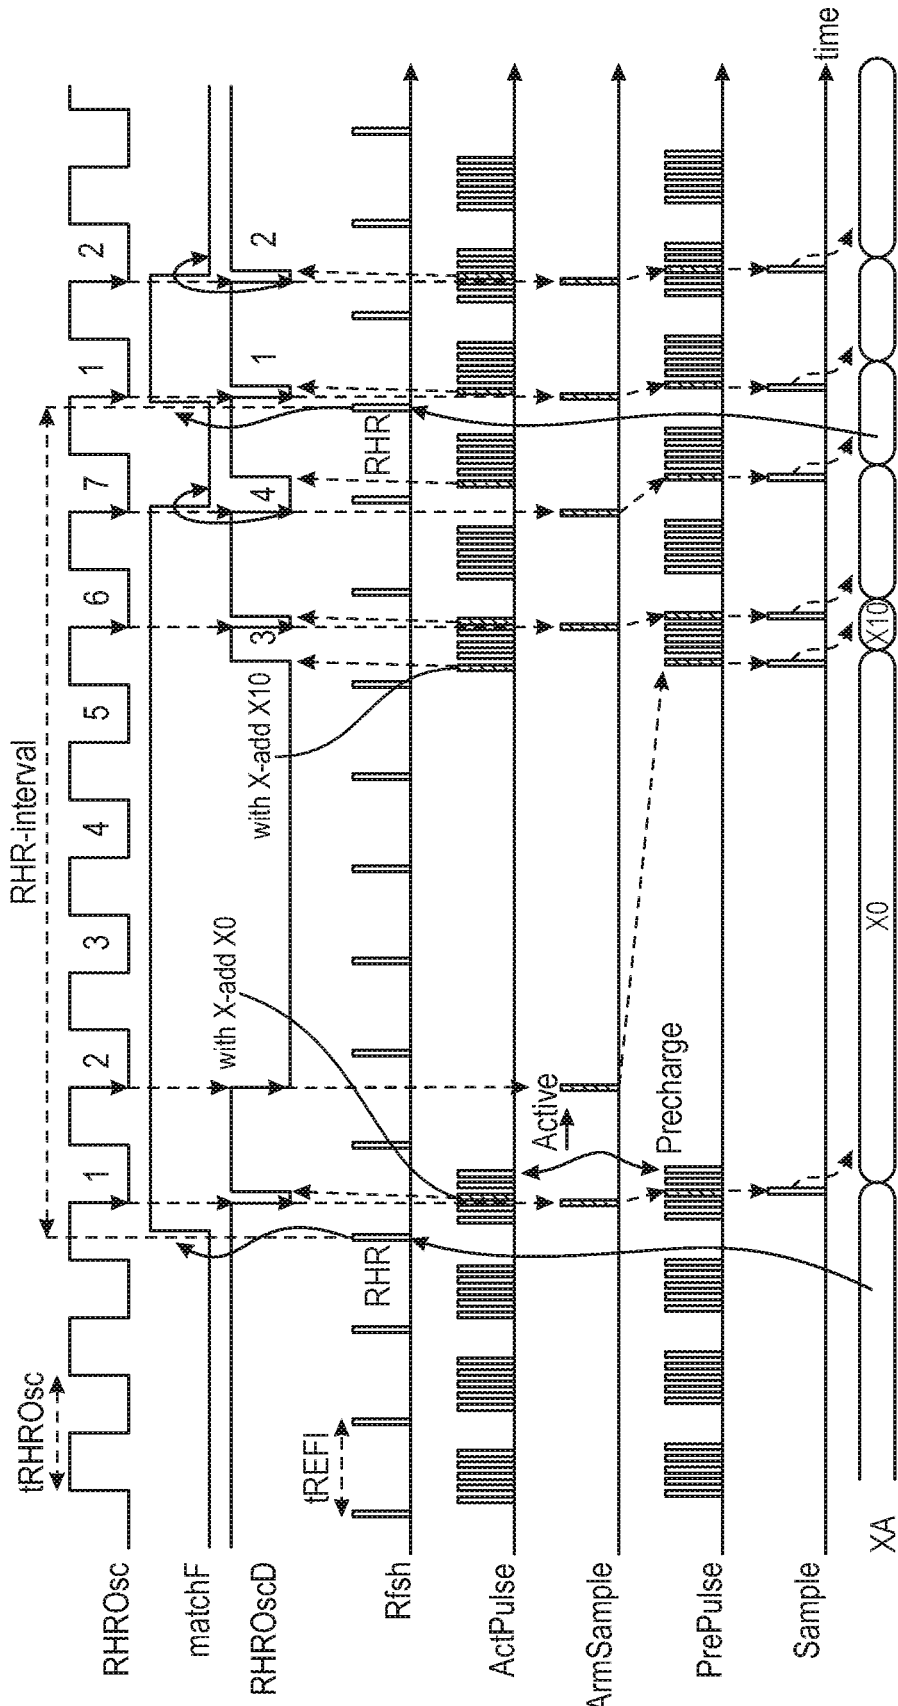 RHR-interval
tRHROsc
RHROsc
1
2
3
4
5
6
7
1
2
matchF
RHROscD
3
4
1
2
with X-add X0
with X-add X10
tREFI
Rfsh
RHR
RHR
ActPulse
Active
ArmSample
Precharge
PrePulse
Sample
time
XA
X0
X10